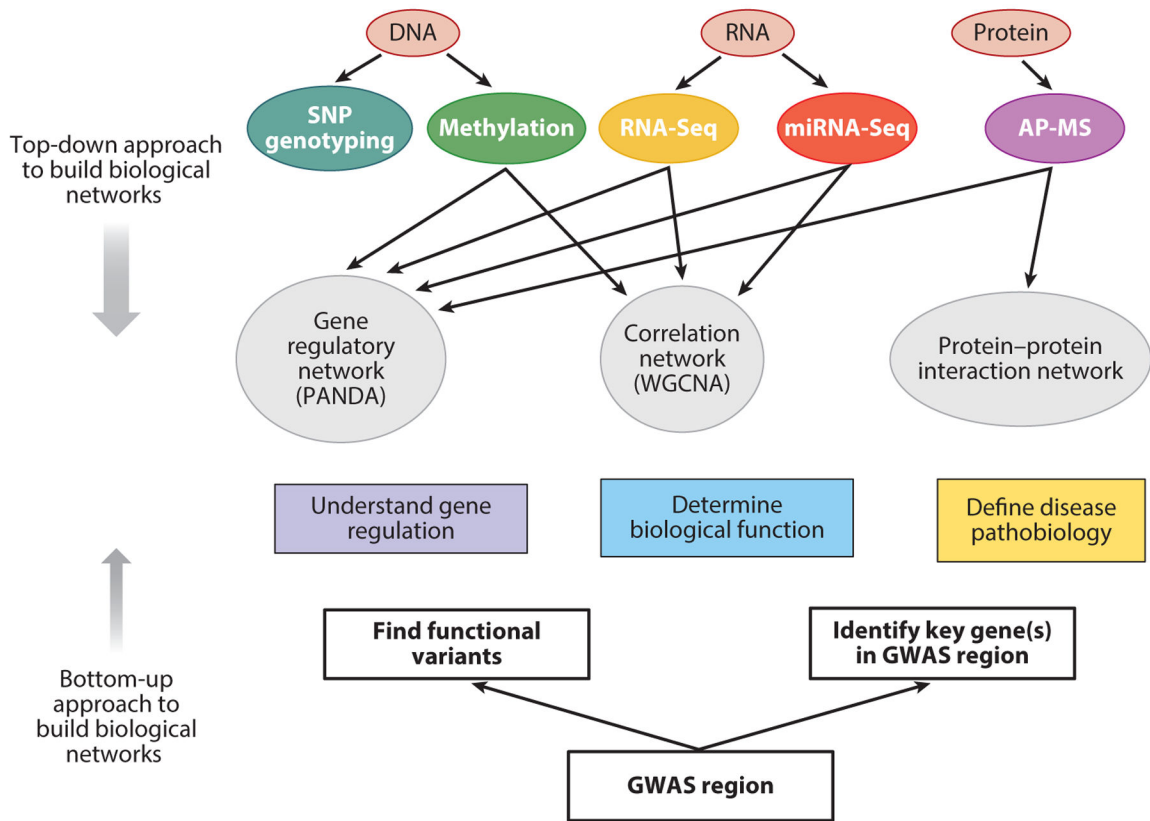 DNA
RNA
Protein
SNP
genotyping
Methylation
RNA-Seq
miRNA-Seq
AP-MS
Top-down approach
to build biological
networks
Gene
regulatory
network
(PANDA)
Correlation
network
(WGCNA)
Protein–protein
interaction network
Understand gene
regulation
Determine
biological function
Define disease
pathobiology
Find functional
variants
Identify key gene(s)
in GWAS region
Bottom-up
approach to
build biological
networks
GWAS region